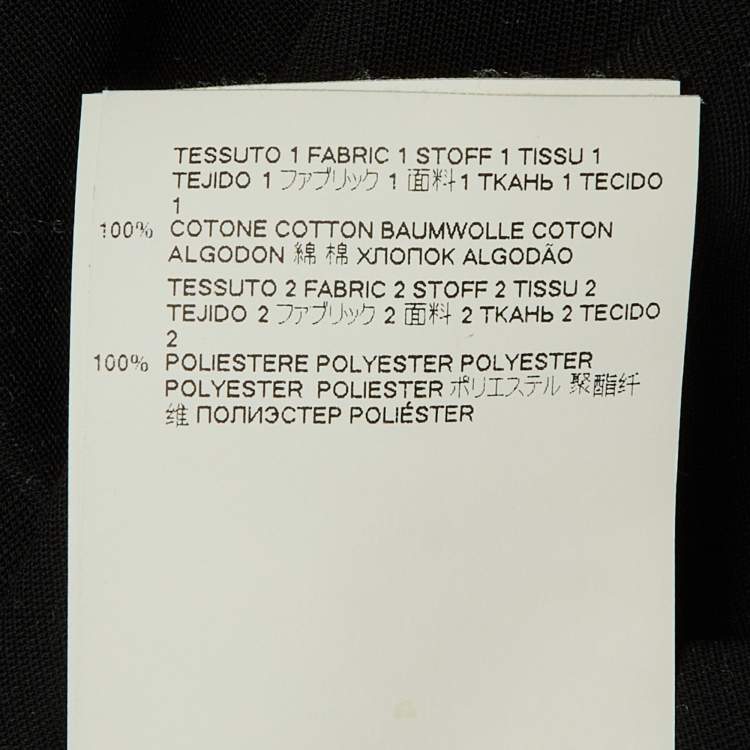 TESSUTO 1 FABRIC 1 STOFF 1 TISSU 1
TEJIDO 1 ファブリック 1 面料 1 ТКАНЬ 1 TECIDO
1
100% COTONE COTTON BAUMWOLLE COTON
ALGODON 綿 棉 ХЛОПОК ALGODÃO
TESSUTO 2 FABRIC 2 STOFF 2 TISSU 2
TEJIDO 2 ファブリック 2 面料 2 ТКАНЬ 2 TECIDO
2
100% POLIESTERE POLYESTER POLYESTER
POLYESTER POLIESTER ポリエステル 聚酯纤
维 ПОЛИЭСТЕР POLIÉSTER